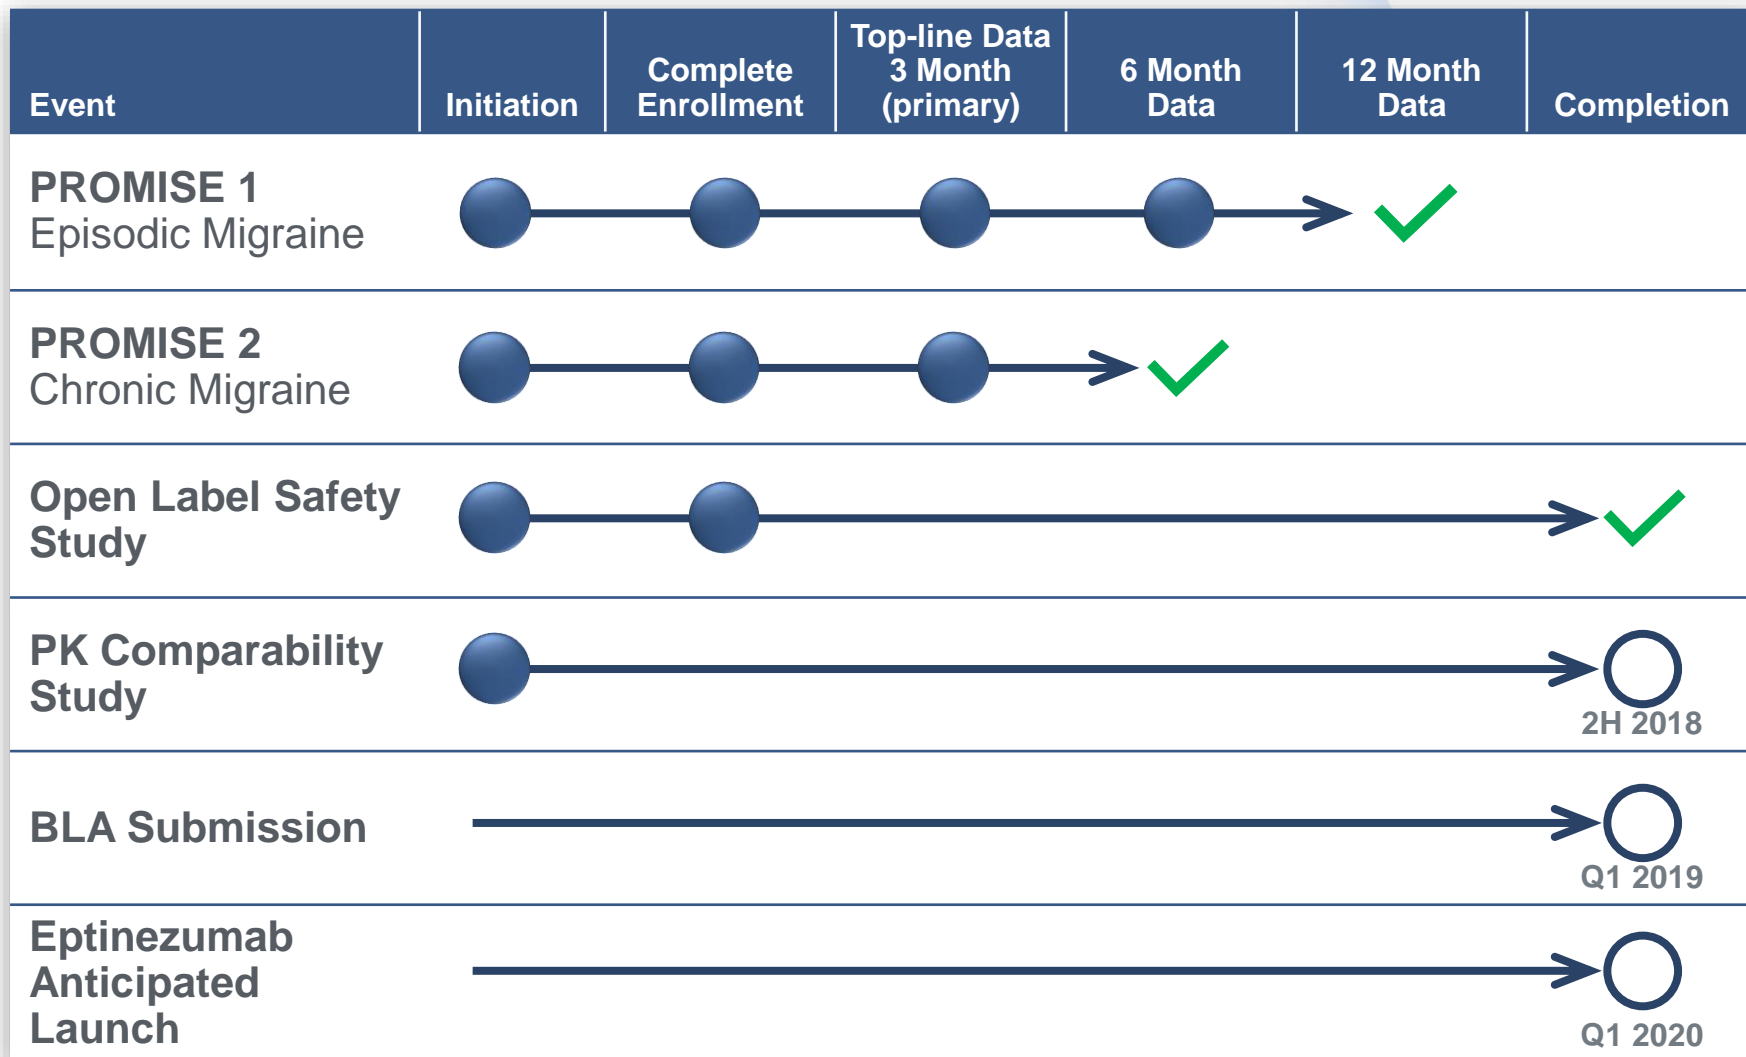 Event
Initiation
Complete
Enrollment
Top-line Data
3 Month
(primary)
6 Month
Data
12 Month
Data
Completion
PROMISE 1
Episodic Migraine
PROMISE 2
Chronic Migraine
Open Label Safety
Study
PK Comparability
Study
2H 2018
BLA Submission
Q1 2019
Eptinezumab
Anticipated
Launch
Q1 2020